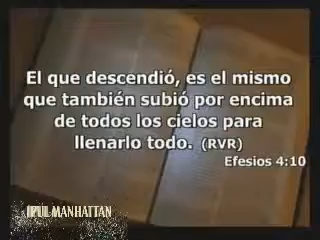 El que descendió, es el mismo
que también subió por encima
de todos los cielos para
llenarlo todo. (RVR)
Efesios 4:10
IPUL MANHATTAN